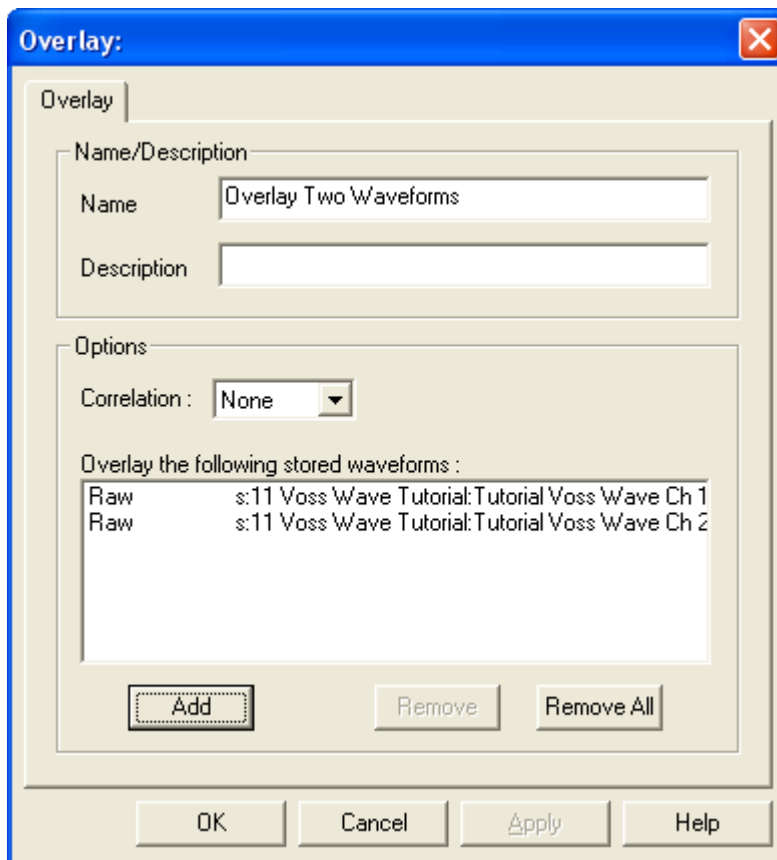 Overlay:
Overlay
Name/Description
Name Overlay Two Waveforms
Description
Options
Correlation : None
Overlay the following stored waveforms :
Raw s:11 Voss Wave Tutorial:Tutorial Voss Wave Ch 1
Raw s:11 Voss Wave Tutorial:Tutorial Voss Wave Ch 2
Add Remove Remove All
OK Cancel Apply Help